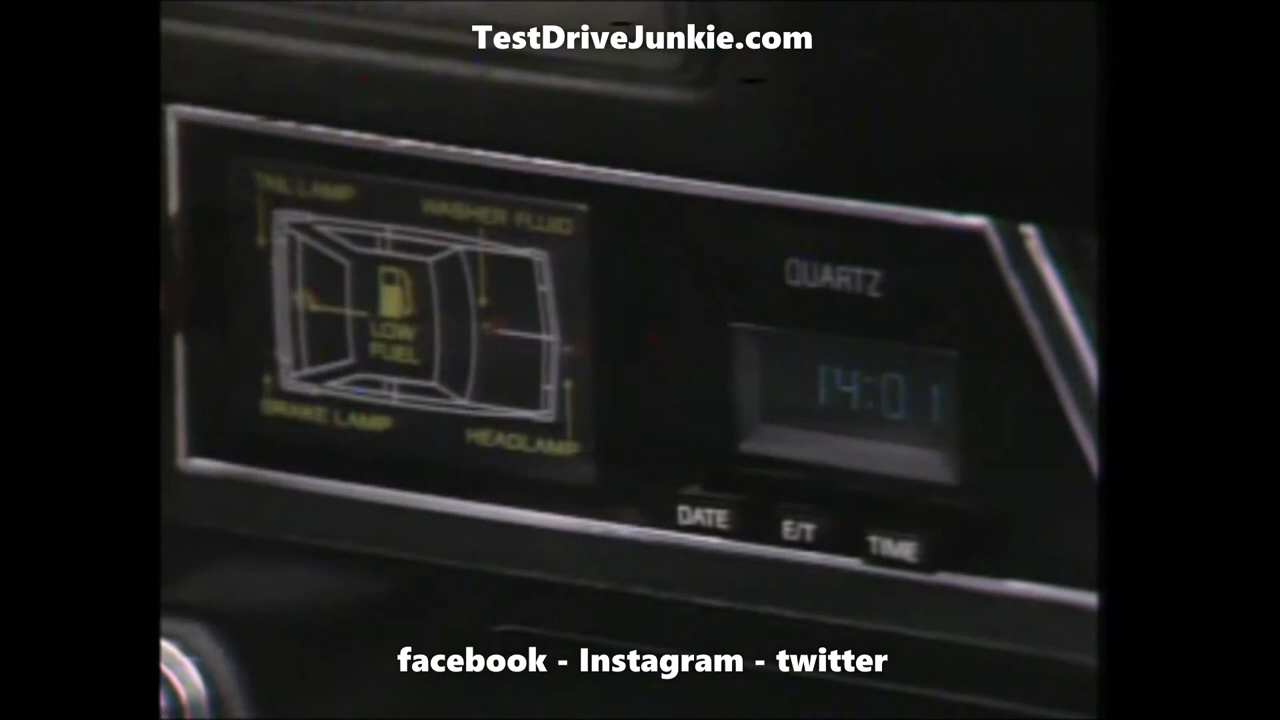 TestDriveJunkie.com
TAIL LAMP
WASHER FLUID
LOW
FUEL
BRAKE LAMP
HEADLAMP
QUARTZ
14:01
DATE
E/T
TIME
facebook - Instagram - twitter